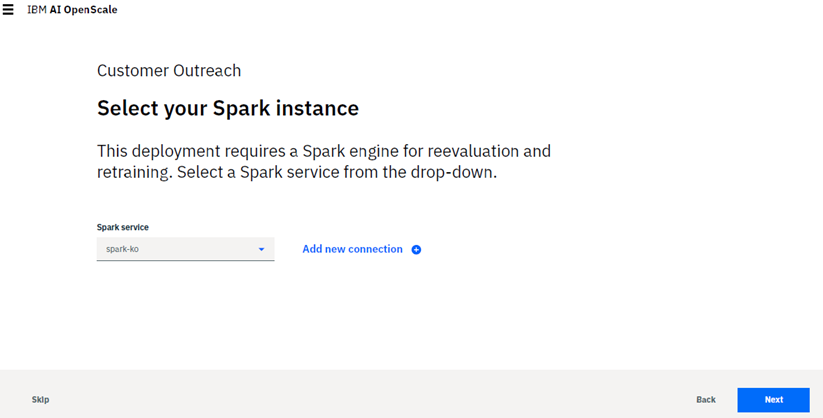 IBM AI OpenScale
Customer Outreach
Select your Spark instance
This deployment requires a Spark engine for reevaluation and
retraining. Select a Spark service from the drop-down.
Spark service
spark-ko
Add new connection
Skip
Back
Next